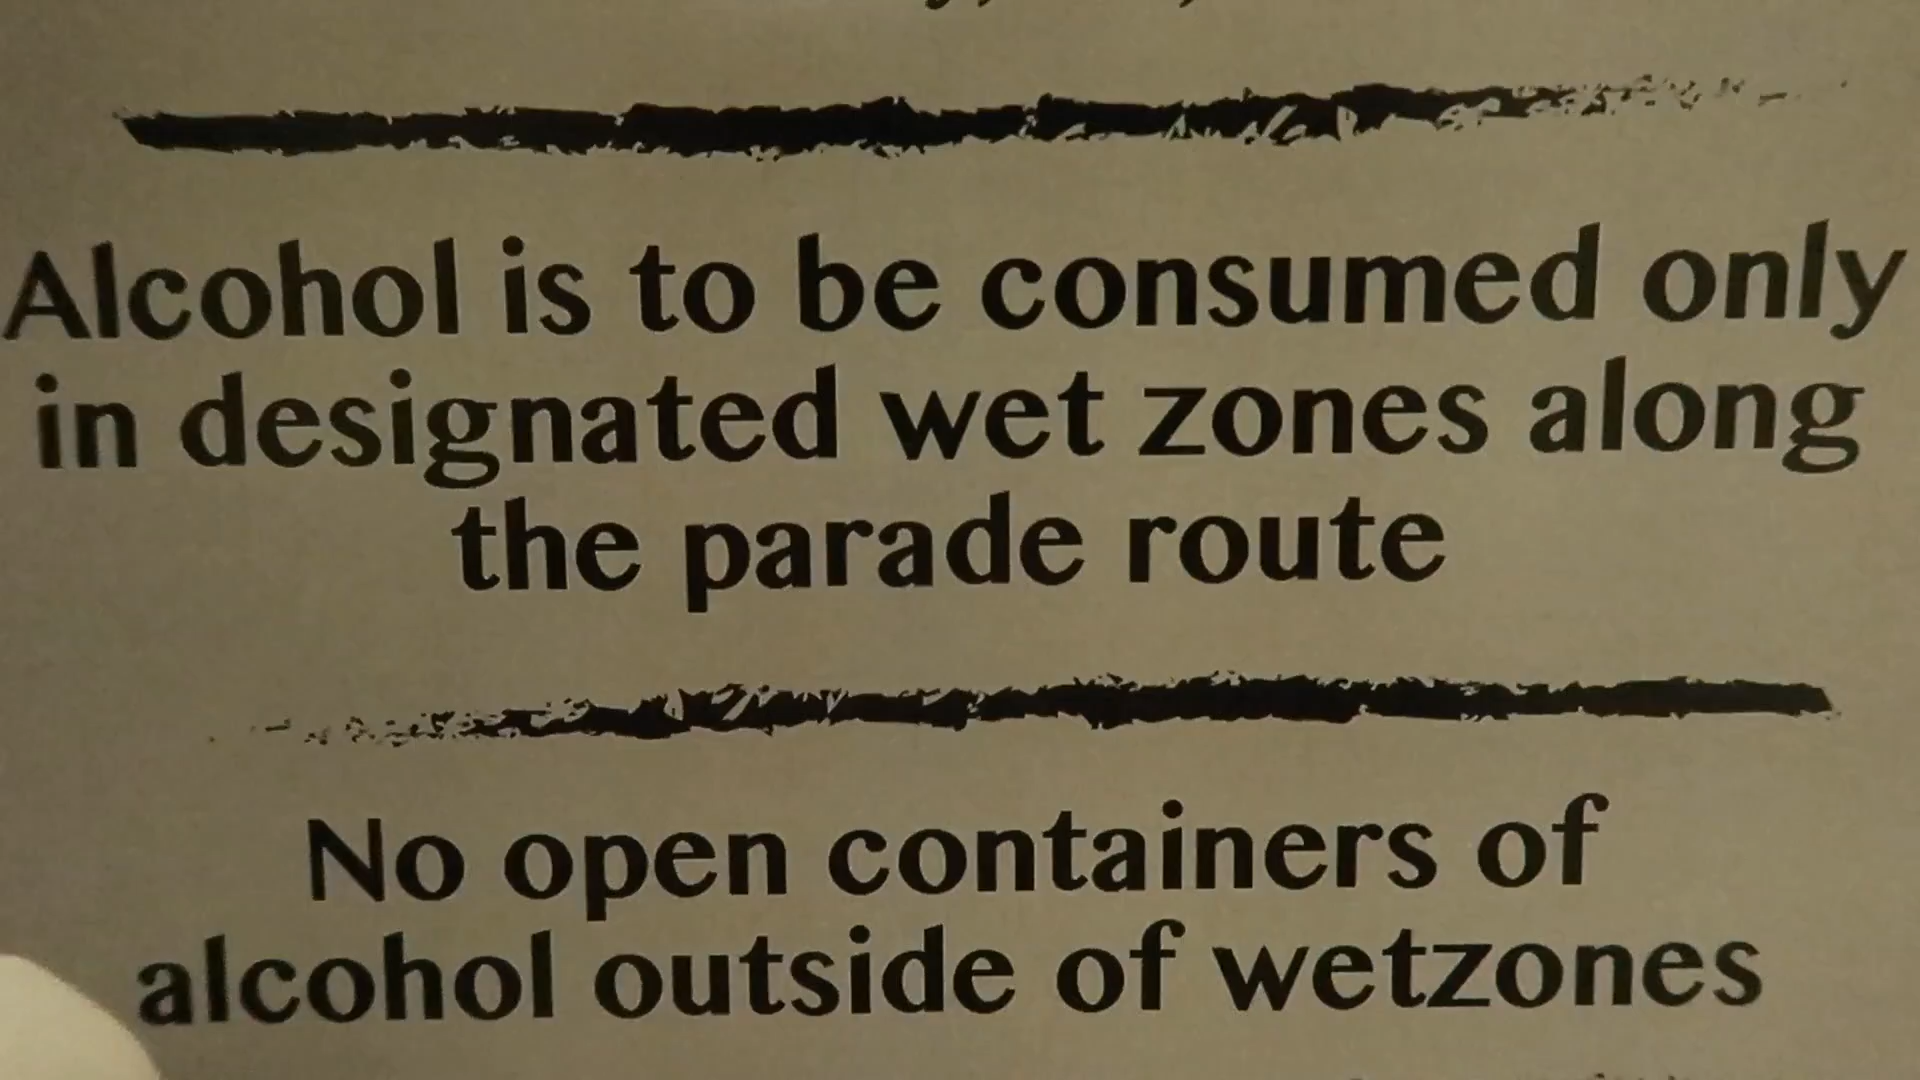 Alcohol is to be consumed only
in designated wet zones along
the parade route
No open containers of
alcohol outside of wetzones